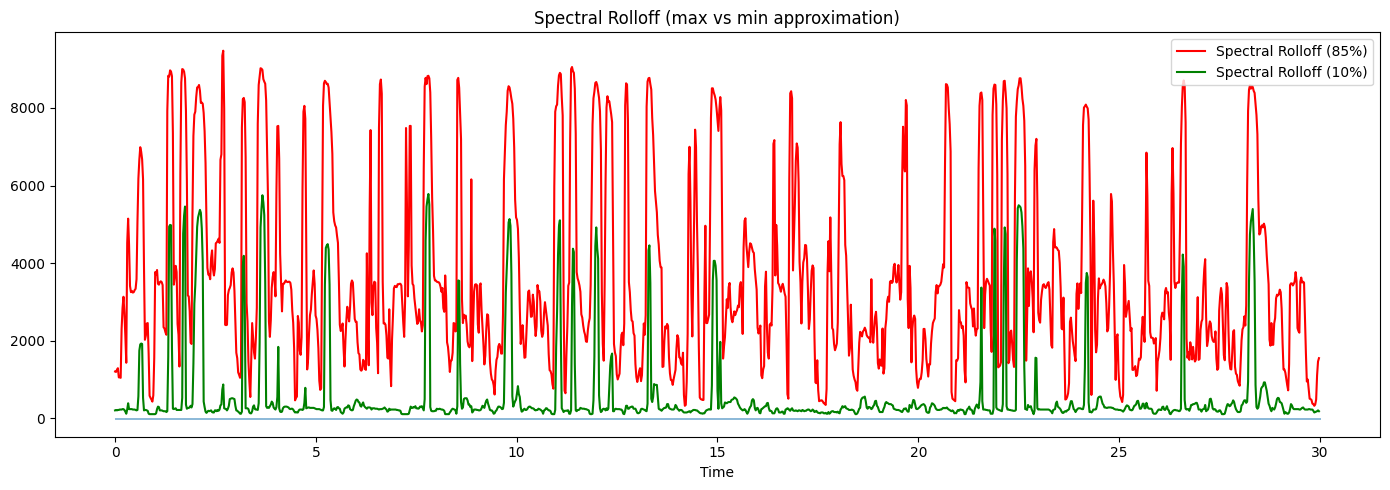 Spectral Rolloff (max vs min approximation)
Spectral Rolloff (85%)
Spectral Rolloff (10%)
8000
6000
4000
2000
0
0 5 10 15 20 25 30
Time